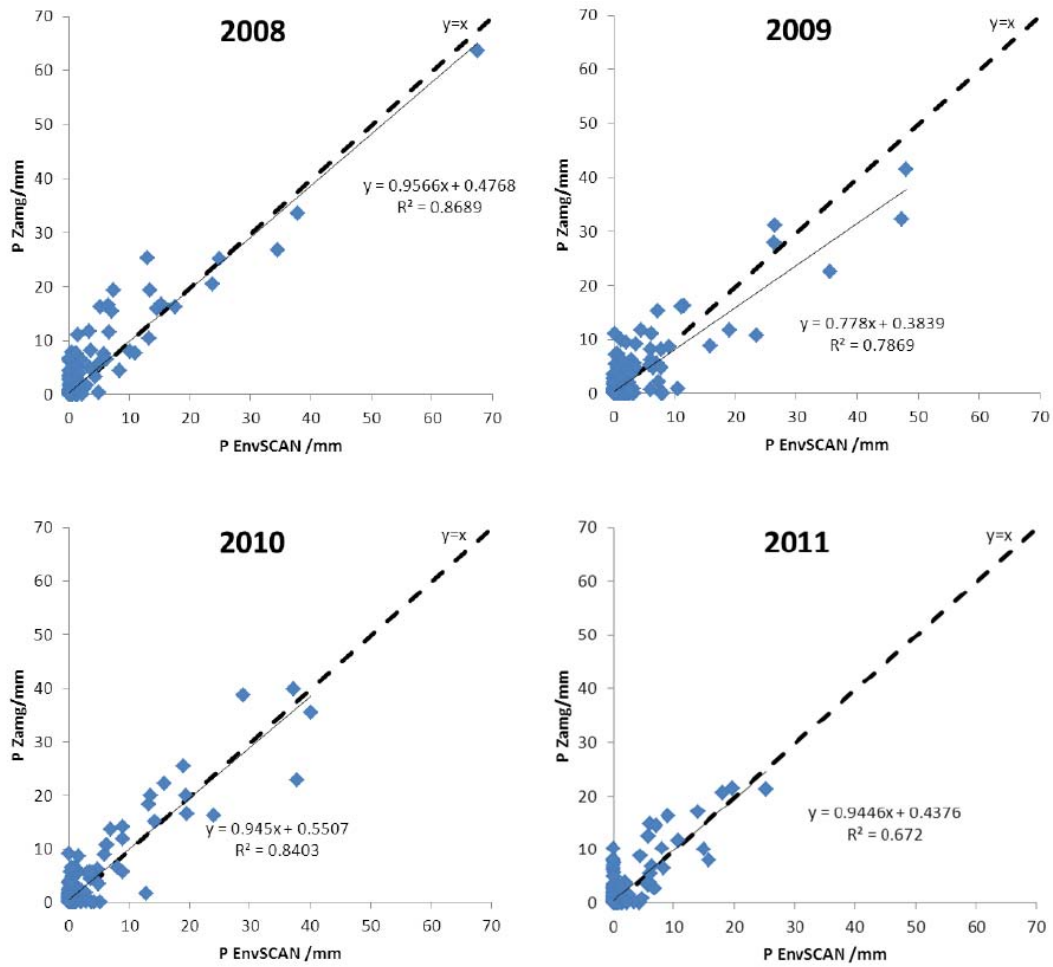 2008
y=x
70
60
50
40
30
20
10
0
P Zamg/mm
y = 0.9566x + 0.4768
R² = 0.8689
0 10 20 30 40 50 60 70
P EnvSCAN /mm
2009
y=x
70
60
50
40
30
20
10
0
P Zamg/mm
y = 0.778x + 0.3839
R² = 0.7869
0 10 20 30 40 50 60 70
P EnvSCAN /mm
2010
y=x
70
60
50
40
30
20
10
0
P Zamg/mm
y = 0.945x + 0.5507
R² = 0.8403
0 10 20 30 40 50 60 70
P EnvSCAN /mm
2011
y=x
70
60
50
40
30
20
10
0
P Zamg/mm
y = 0.9446x + 0.4376
R² = 0.672
0 10 20 30 40 50 60 70
P EnvSCAN /mm